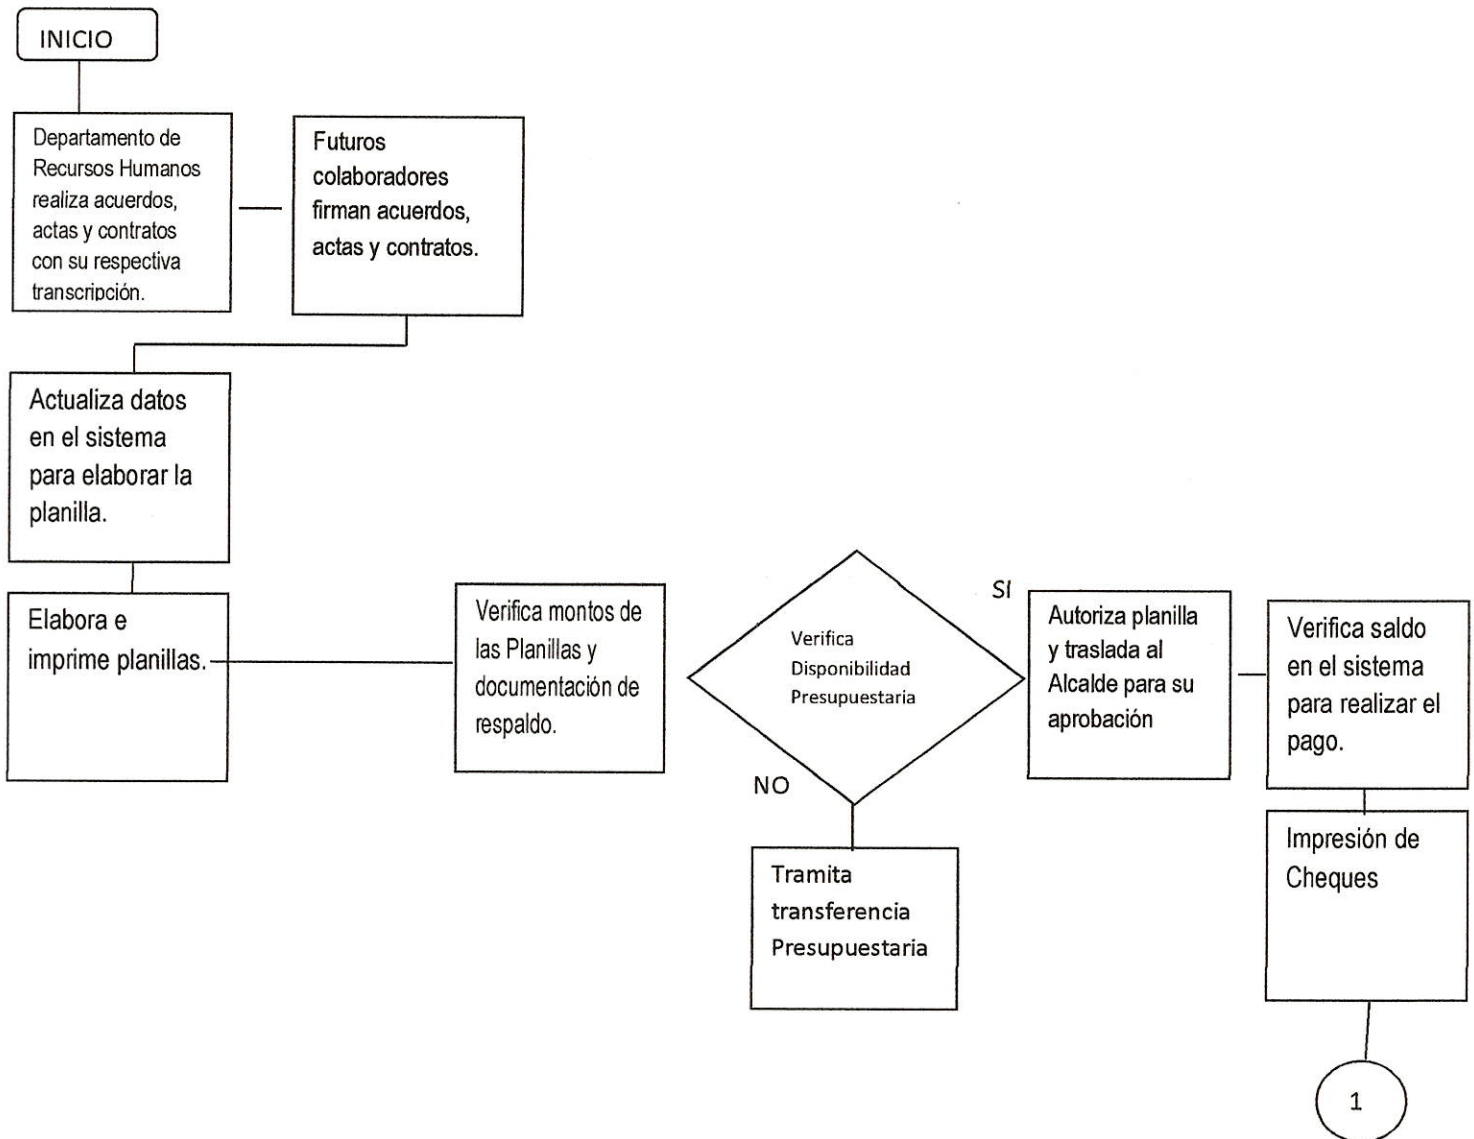 INICIO
Departamento de
Recursos Humanos
realiza acuerdos,
actas y contratos
con su respectiva
transcripción.
Futuros
colaboradores
firman acuerdos,
actas y contratos.
Actualiza datos
en el sistema
para elaborar la
planilla.
Elabora e
imprime planillas.
Verifica montos de
las Planillas y
documentación de
respaldo.
Verifica
Disponibilidad
Presupuestaria
SI
NO
Autoriza planilla
y traslada al
Alcalde para su
aprobación
Verifica saldo
en el sistema
para realizar el
pago.
Tramita
transferencia
Presupuestaria
Impresión de
Cheques
1